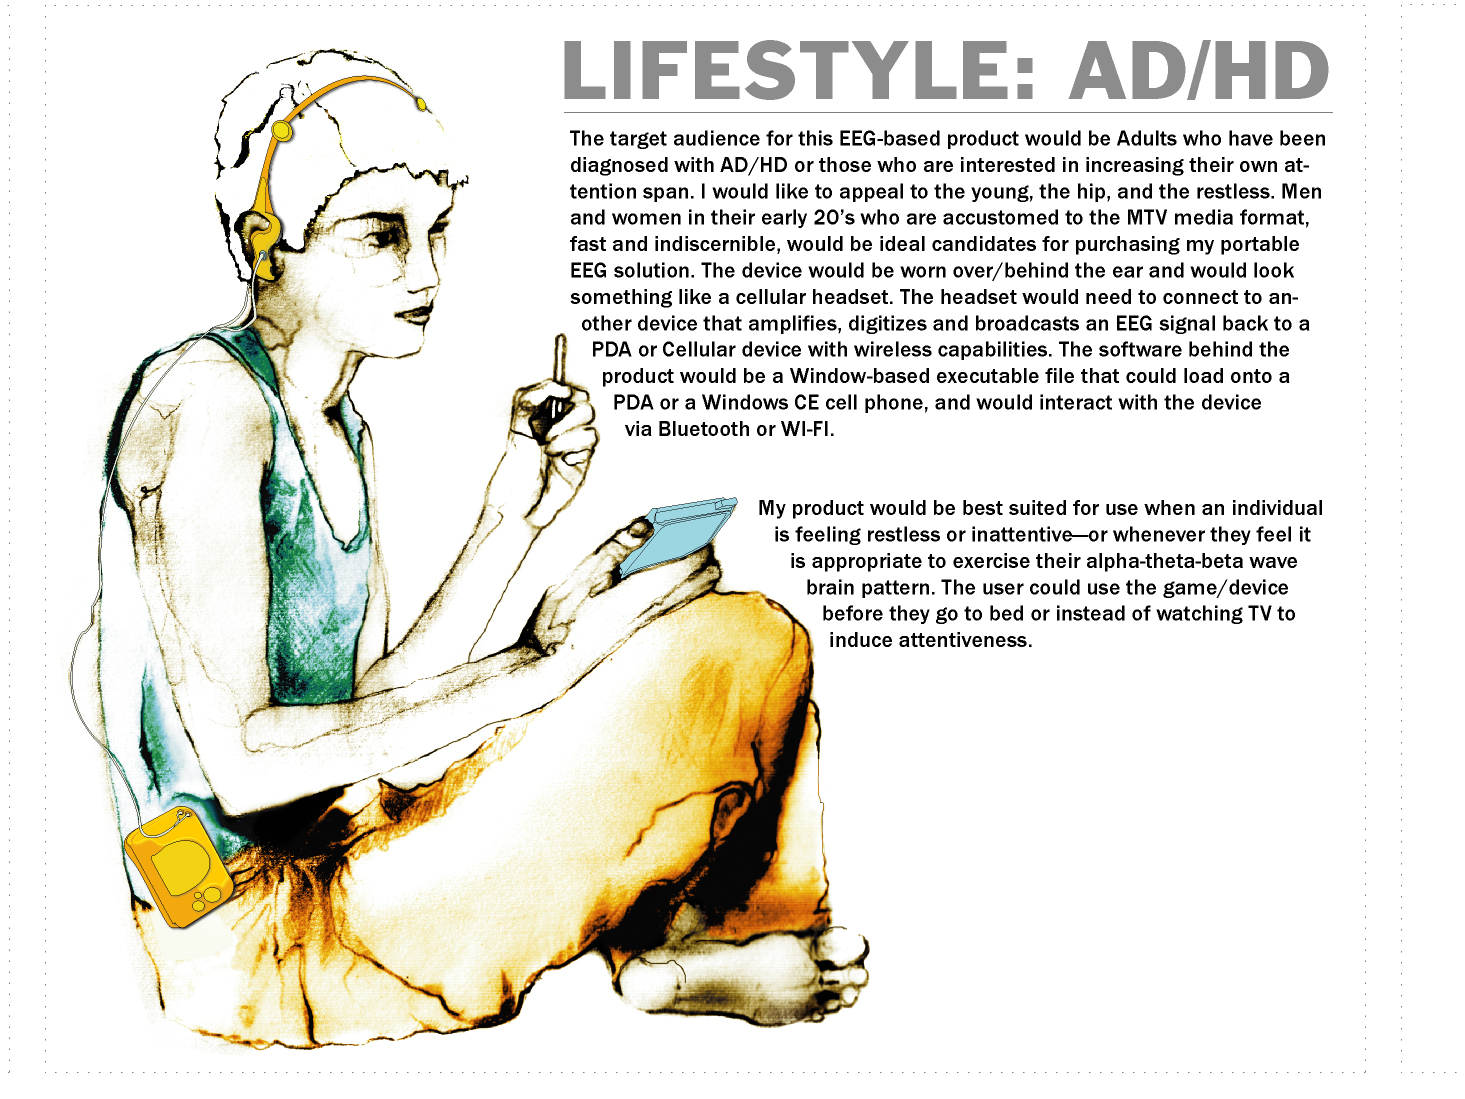 LIFESTYLE: AD/HD
The target audience for this EEG-based product would be Adults who have been
diagnosed with AD/HD or those who are interested in increasing their own at-
tention span. I would like to appeal to the young, the hip, and the restless. Men
and women in their early 20's who are accustomed to the MTV media format,
fast and indiscernible, would be ideal candidates for purchasing my portable
EEG solution. The device would be worn over/behind the ear and would look
something like a cellular headset. The headset would need to connect to an-
other device that amplifies, digitizes and broadcasts an EEG signal back to a
PDA or Cellular device with wireless capabilities. The software behind the
product would be a Window-based executable file that could load onto a
PDA or a Windows CE cell phone, and would interact with the device
via Bluetooth or WI-FI.
My product would be best suited for use when an individual
is feeling restless or inattentive—or whenever they feel it
is appropriate to exercise their alpha-theta-beta wave
brain pattern. The user could use the game/device
before they go to bed or instead of watching TV to
induce attentiveness.